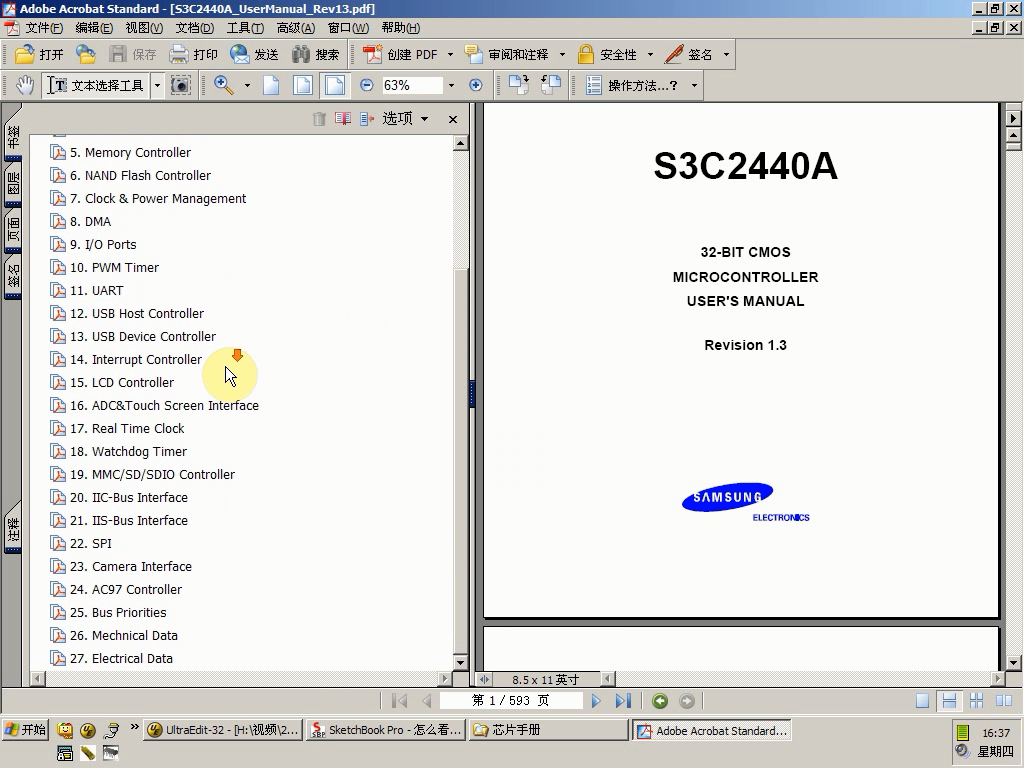 Adobe Acrobat Standard - [S3C2440A_UserManual_Rev13.pdf]
文件(F) 编辑(E) 视图(V) 文档(D) 工具(T) 高级(A) 窗口(W) 帮助(H)
打开 保存 打印 发送 搜索 创建 PDF 审阅和注释 安全性 签名
文本选择工具 63% 操作方法...?
选项
书签
图层
页面
签名
注释
5. Memory Controller
6. NAND Flash Controller
7. Clock & Power Management
8. DMA
9. I/O Ports
10. PWM Timer
11. UART
12. USB Host Controller
13. USB Device Controller
14. Interrupt Controller
15. LCD Controller
16. ADC&Touch Screen Interface
17. Real Time Clock
18. Watchdog Timer
19. MMC/SD/SDIO Controller
20. IIC-Bus Interface
21. IIS-Bus Interface
22. SPI
23. Camera Interface
24. AC97 Controller
25. Bus Priorities
26. Mechnical Data
27. Electrical Data
S3C2440A
32-BIT CMOS
MICROCONTROLLER
USER'S MANUAL
Revision 1.3
SAMSUNG
ELECTRONICS
8.5 x 11 英寸
第 1 / 593 页
开始 UltraEdit-32 - [H:\视频\2... SketchBook Pro - 怎么看... 芯片手册 Adobe Acrobat Standard...
16:37
星期四